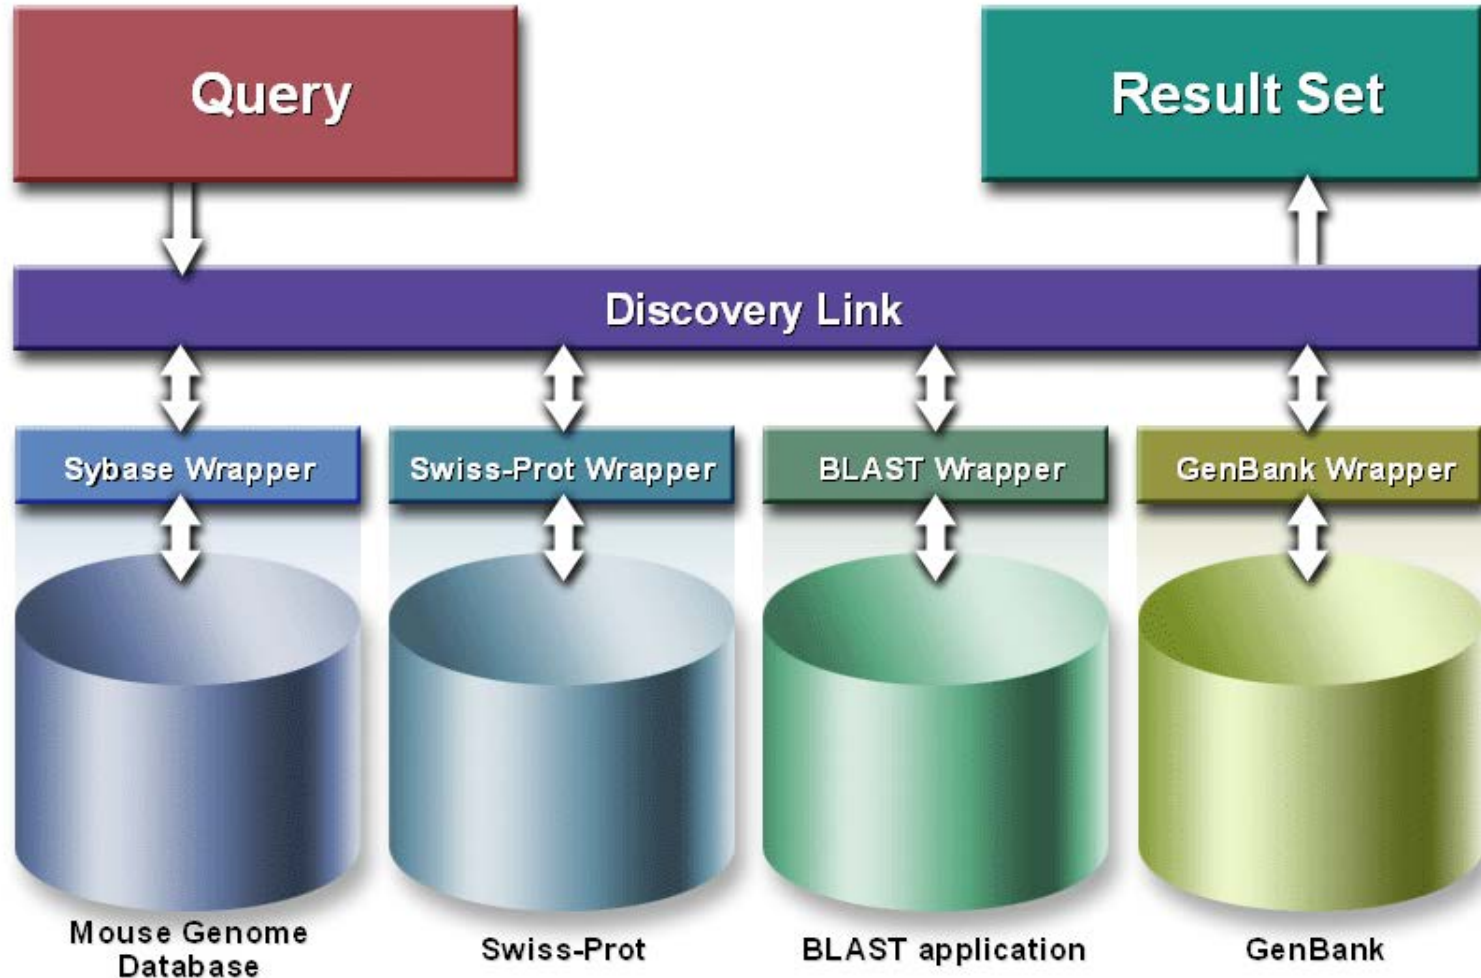 Query
Result Set
Discovery Link
Sybase Wrapper
Swiss-Prot Wrapper
BLAST Wrapper
GenBank Wrapper
Mouse Genome
Database
Swiss-Prot
BLAST application
GenBank